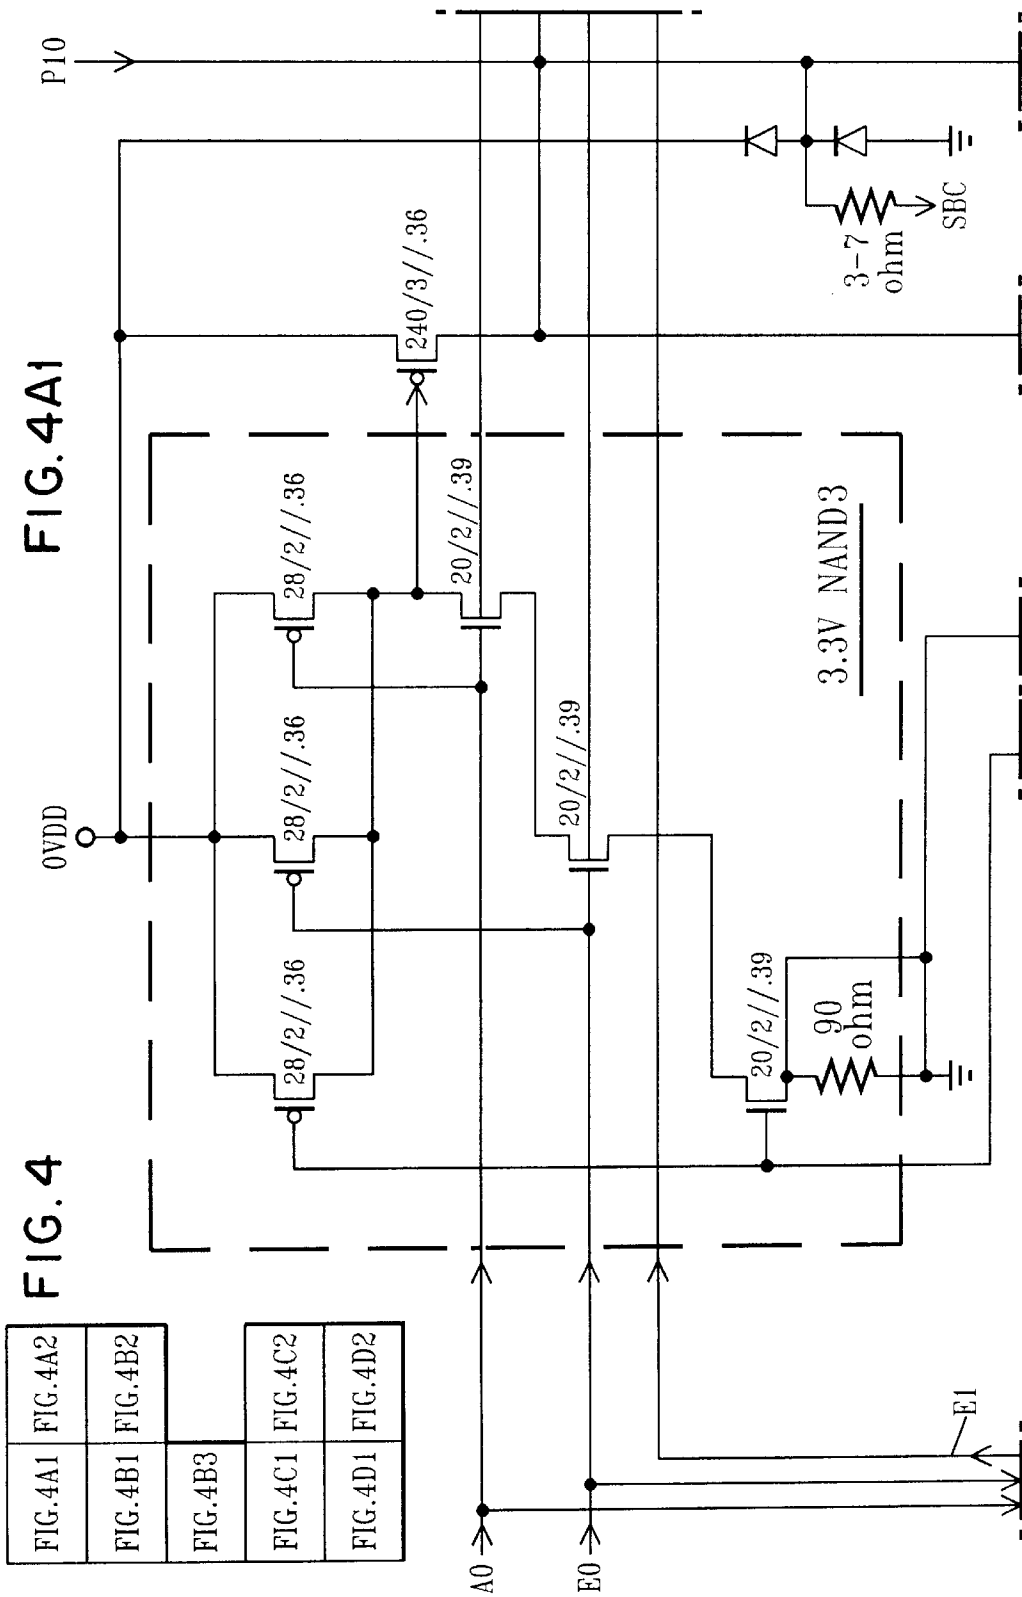 FIG. 4
FIG. 4A1
FIG.4A1 FIG.4A2
FIG.4B1 FIG.4B2
FIG.4B3
FIG.4C1 FIG.4C2
FIG.4D1 FIG.4D2
OVDD
P10
28/2//.36
28/2//.36
28/2//.36
240/3//.36
20/2//.39
20/2//.39
20/2//.39
90
ohm
3.3V NAND3
3-7
ohm
SBC
A0
E0
E1